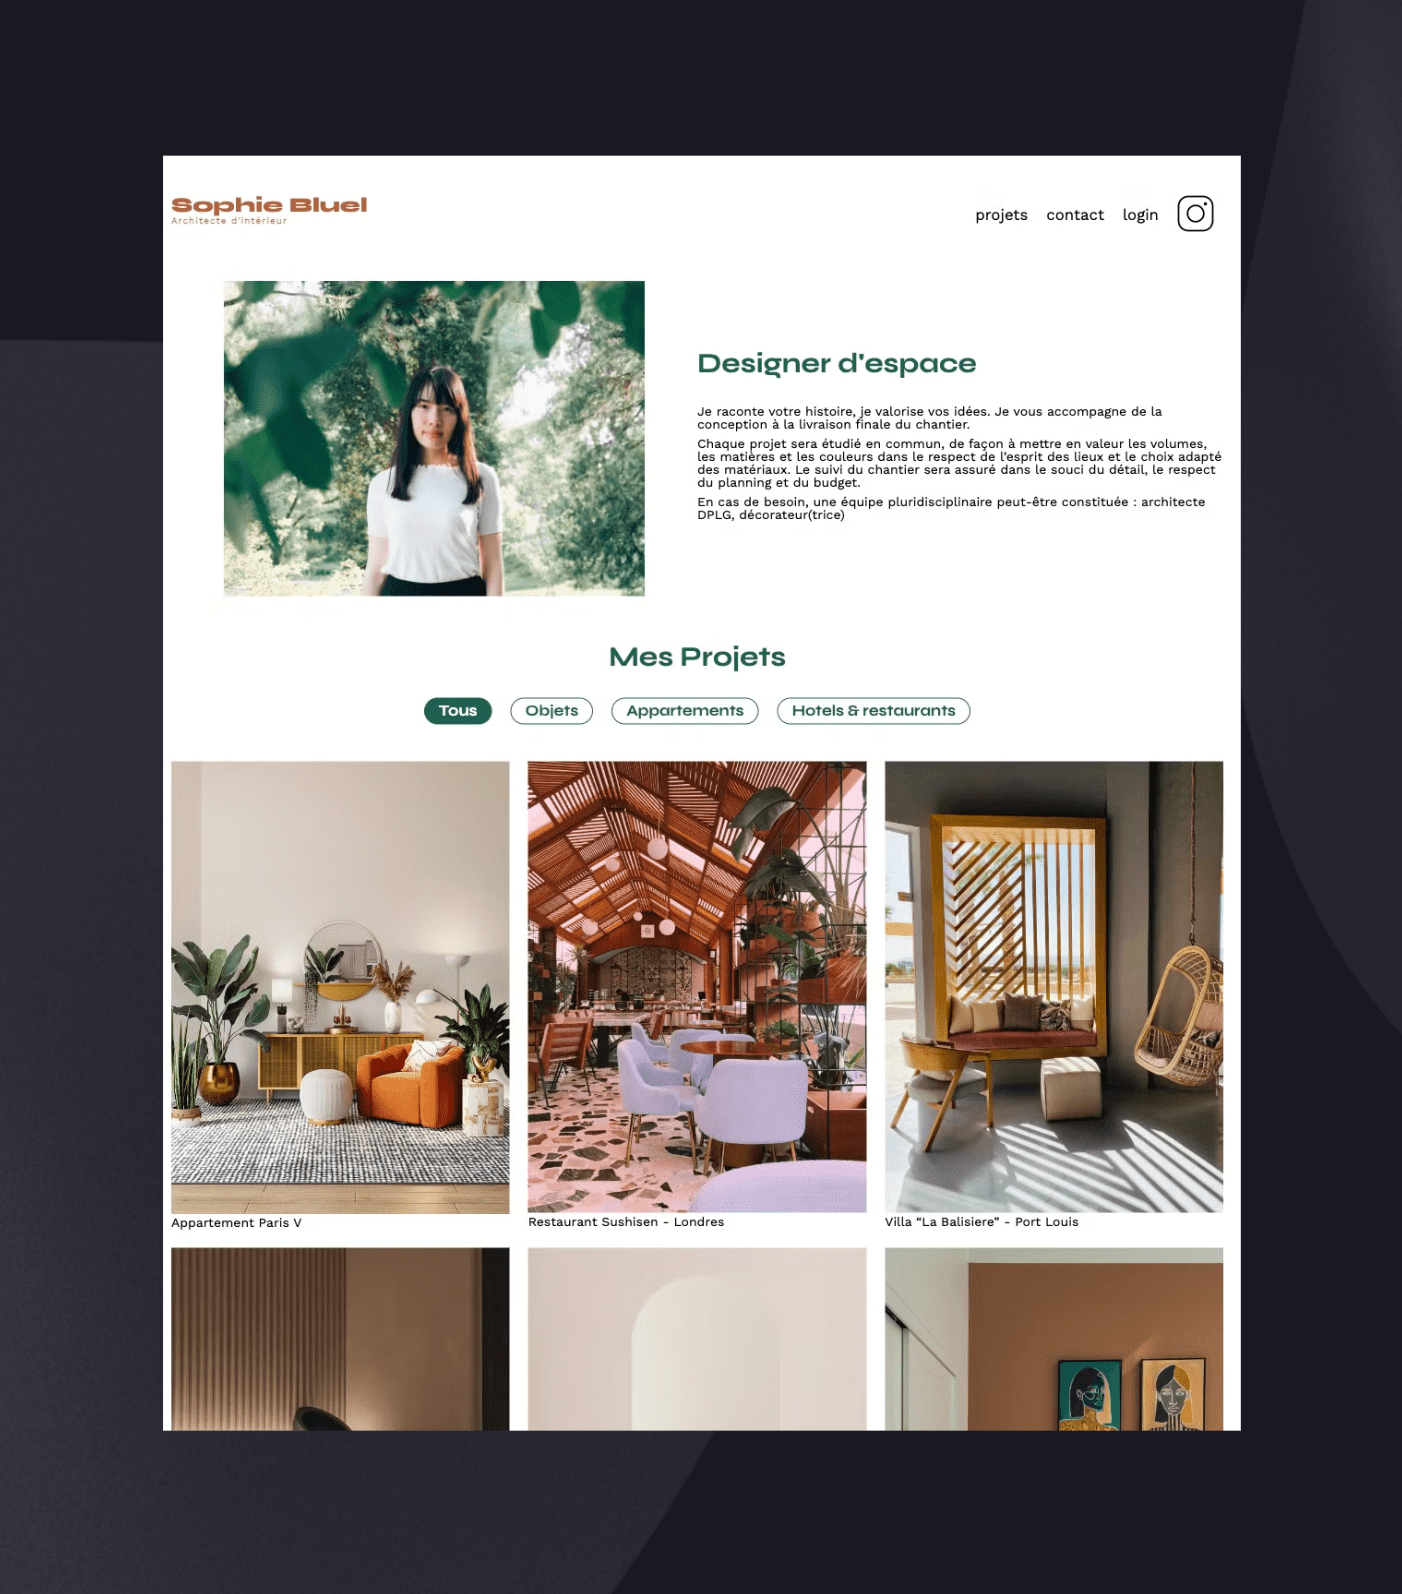 Sophie Bluel
Architecte d'intérieur
projets contact login
Designer d'espace
Je raconte votre histoire, je valorise vos idées. Je vous accompagne de la
conception à la livraison finale du chantier.
Chaque projet sera étudié en commun, de façon à mettre en valeur les volumes,
les matières et les couleurs dans le respect de l'esprit des lieux et le choix adapté
des matériaux. Le suivi du chantier sera assuré dans le souci du détail, le respect
du planning et du budget.
En cas de besoin, une équipe pluridisciplinaire peut-être constituée : architecte
DPLG, décorateur(trice)
Mes Projets
Tous Objets Appartements Hotels & restaurants
Appartement Paris V
Restaurant Sushisen - Londres
Villa “La Balisiere” - Port Louis